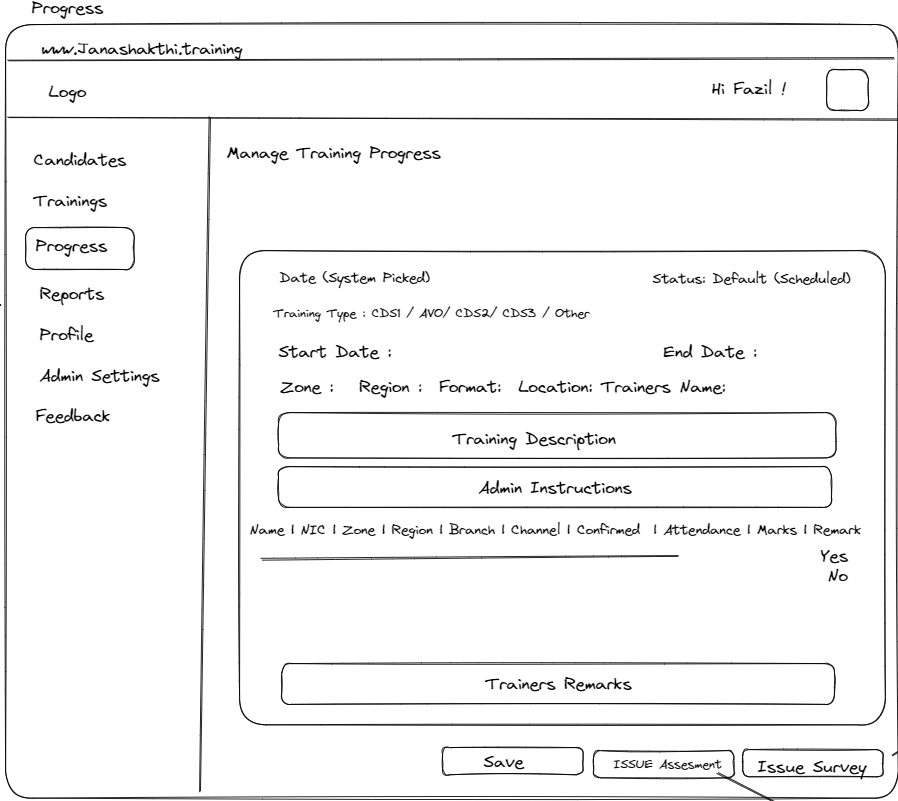 Progress
www.Janashakthi.training
Logo
Hi Fazil !
Candidates
Trainings
Progress
Reports
Profile
Admin Settings
Feedback
Manage Training Progress
Date (System Picked)
Status: Default (Scheduled)
Training Type : CDS1 / AVO/ CDS2/ CDS3 / Other
Start Date :
End Date :
Zone : Region : Format: Location: Trainers Name:
Training Description
Admin Instructions
Name | NIC | Zone | Region | Branch | Channel | Confirmed | Attendance | Marks | Remark
Yes
No
Trainers Remarks
Save
ISSUE Assesment
Issue Survey